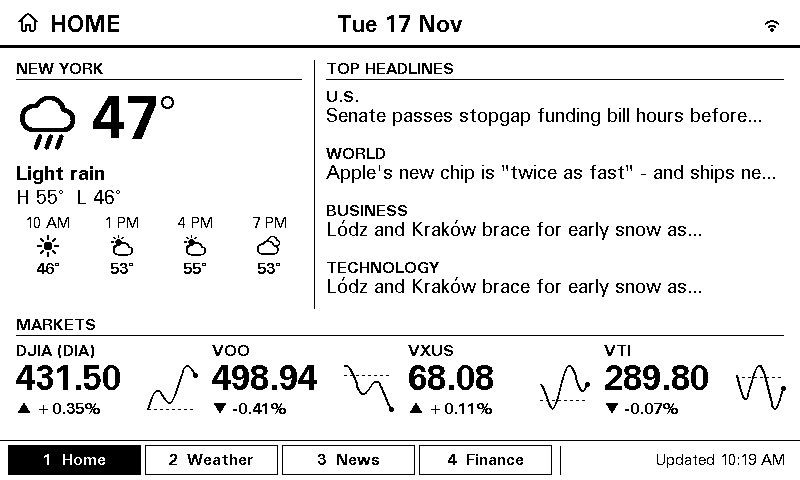 HOME
Tue 17 Nov
NEW YORK
47°
Light rain
H 55° L 46°
10 AM 1 PM 4 PM 7 PM
46° 53° 55° 53°
TOP HEADLINES
U.S.
Senate passes stopgap funding bill hours before...
WORLD
Apple's new chip is "twice as fast" - and ships ne...
BUSINESS
Lódz and Kraków brace for early snow as...
TECHNOLOGY
Lódz and Kraków brace for early snow as...
MARKETS
DJIA (DIA) VOO VXUS VTI
431.50 498.94 68.08 289.80
▲ +0.35% ▼ -0.41% ▲ +0.11% ▼ -0.07%
1 Home 2 Weather 3 News 4 Finance Updated 10:19 AM